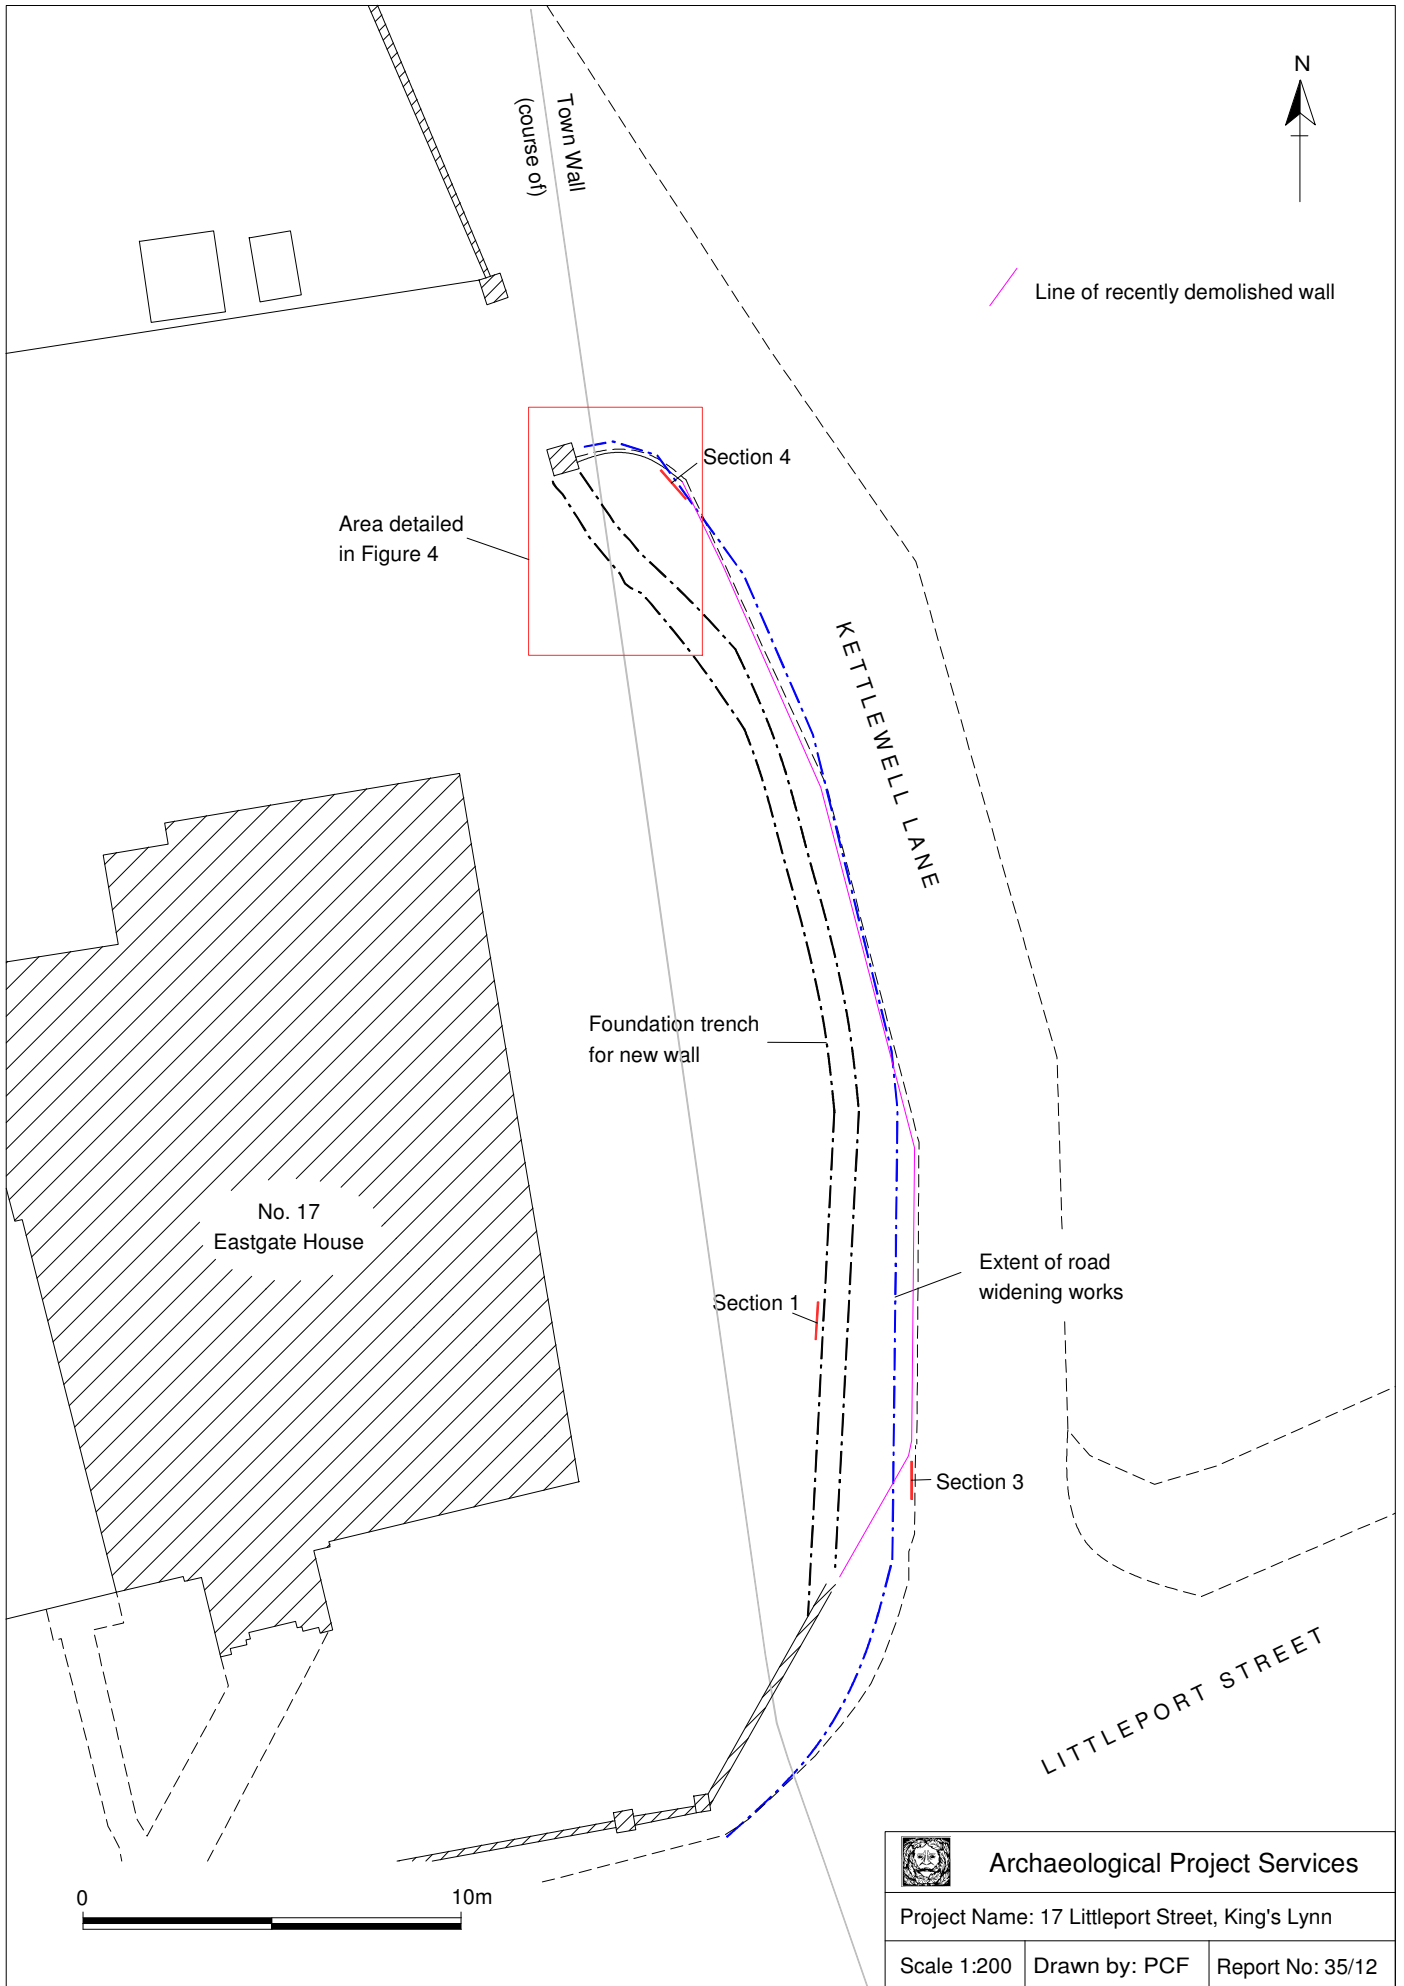 N
Town Wall
(course of)
Line of recently demolished wall
Section 4
Area detailed
in Figure 4
KETTLEWELL LANE
Foundation trench
for new wall
No. 17
Eastgate House
Extent of road
widening works
Section 1
Section 3
LITTLEPORT STREET
0 10m
Archaeological Project Services
Project Name: 17 Littleport Street, King's Lynn
Scale 1:200 Drawn by: PCF Report No: 35/12